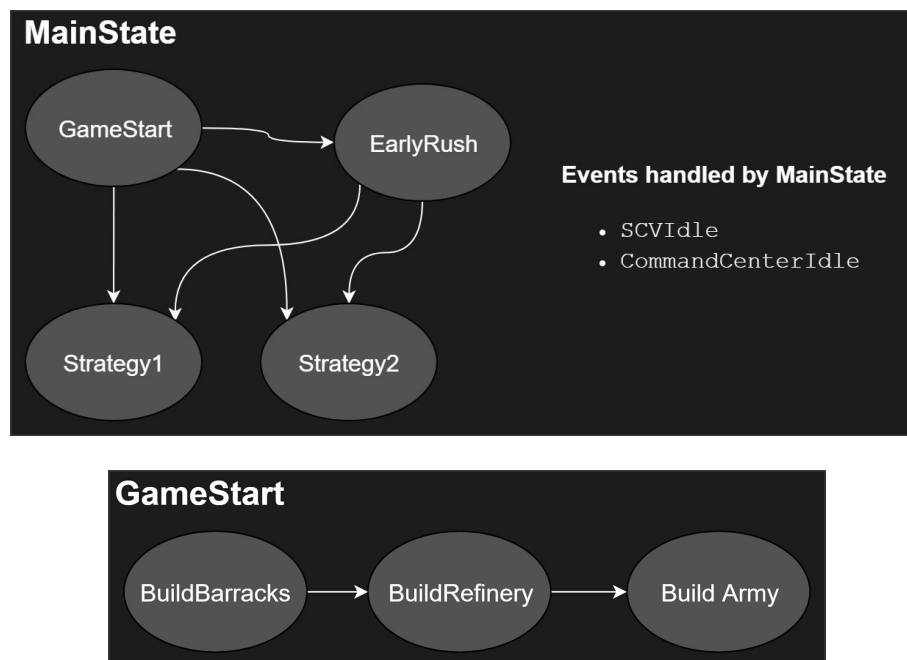 MainState
GameStart
EarlyRush
Events handled by MainState
SCVIdle
CommandCenterIdle
Strategy1
Strategy2
GameStart
BuildBarracks
BuildRefinery
Build Army